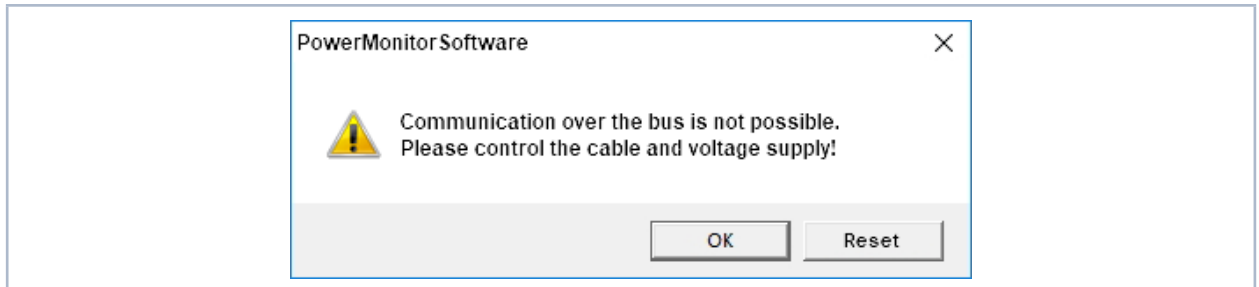 PowerMonitorSoftware
Communication over the bus is not possible.
Please control the cable and voltage supply!
OK
Reset